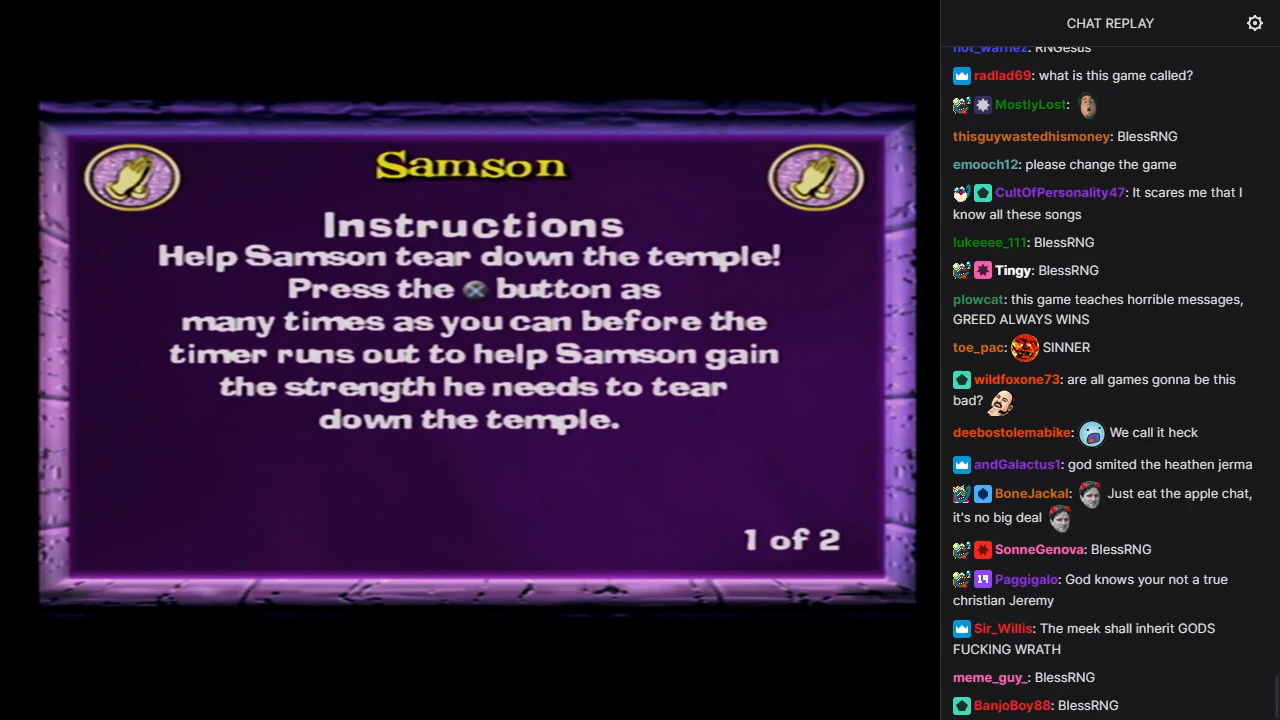 Samson
Instructions
Help Samson tear down the temple!
Press the button as
many times as you can before the
timer runs out to help Samson gain
the strength he needs to tear
down the temple.
1 of 2
CHAT REPLAY
not_warnez: RNGesus
radlad69: what is this game called?
MostlyLost:
thisguywastedhismoney: BlessRNG
emooch12: please change the game
CultOfPersonality47: It scares me that I
know all these songs
lukeeee_111: BlessRNG
Tingy: BlessRNG
plowcat: this game teaches horrible messages,
GREED ALWAYS WINS
toe_pac: SINNER
wildfoxone73: are all games gonna be this
bad?
deebostolemabike: We call it heck
andGalactus1: god smited the heathen jerma
BoneJackal: Just eat the apple chat,
it's no big deal
SonneGenova: BlessRNG
19 Paggigalo: God knows your not a true
christian Jeremy
Sir_Willis: The meek shall inherit GODS
FUCKING WRATH
meme_guy_: BlessRNG
BanjoBoy88: BlessRNG